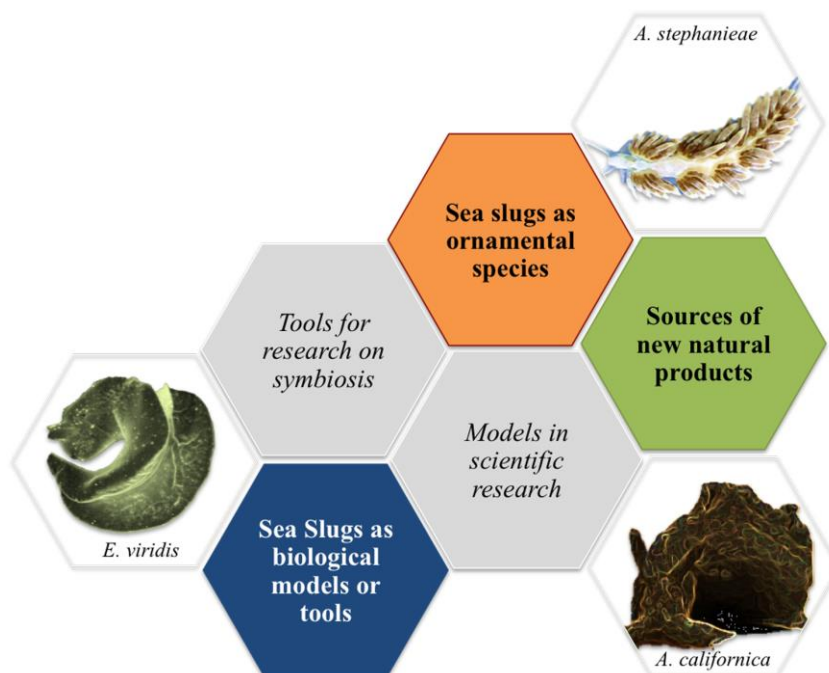 A. stephanieae
Sea slugs as
ornamental
species
Tools for
research on
symbiosis
Sources of
new natural
products
Models in
scientific
research
E. viridis
Sea Slugs as
biological
models or
tools
A. californica